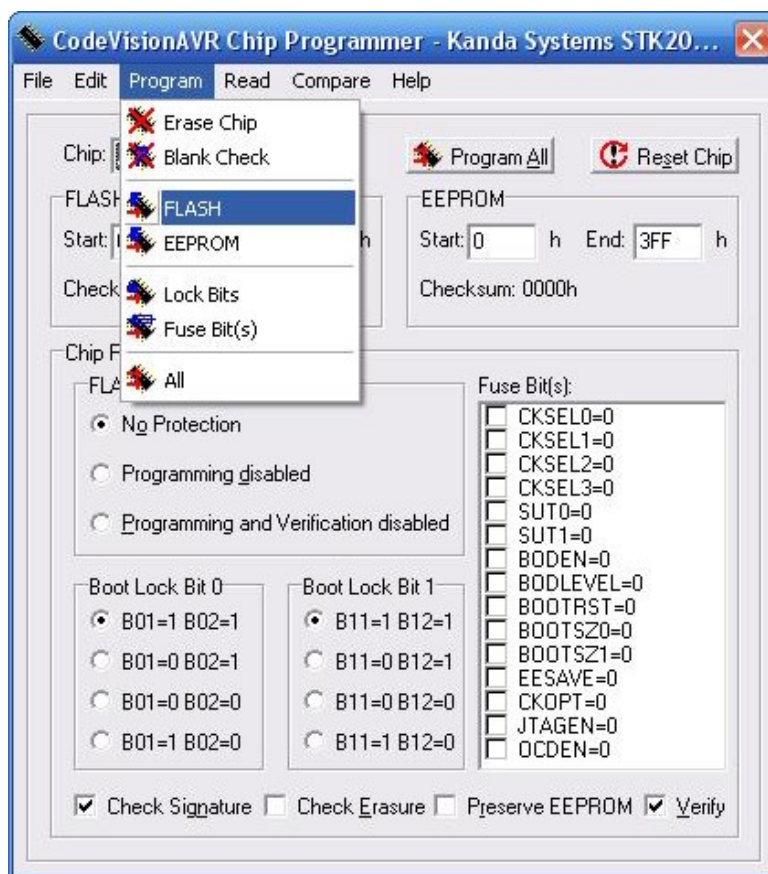 CodeVisionAVR Chip Programmer - Kanda Systems STK20...
File Edit Program Read Compare Help
Erase Chip
Blank Check
FLASH
EEPROM
Lock Bits
Fuse Bit(s)
All
Chip:
Program All
Reset Chip
FLASH
Start:
h
Check
EEPROM
Start: 0 h End: 3FF h
Checksum: 0000h
Chip
No Protection
Programming disabled
Programming and Verification disabled
Fuse Bit(s):
CKSEL0=0
CKSEL1=0
CKSEL2=0
CKSEL3=0
SUT0=0
SUT1=0
BODEN=0
BODLEVEL=0
BOOTRST=0
BOOTSZ0=0
BOOTSZ1=0
EESAVE=0
CKOPT=0
JTAGEN=0
OCDEN=0
Boot Lock Bit 0
B01=1 B02=1
B01=0 B02=1
B01=0 B02=0
B01=1 B02=0
Boot Lock Bit 1
B11=1 B12=1
B11=0 B12=1
B11=0 B12=0
B11=1 B12=0
Check Signature Check Erasure Preserve EEPROM Verify